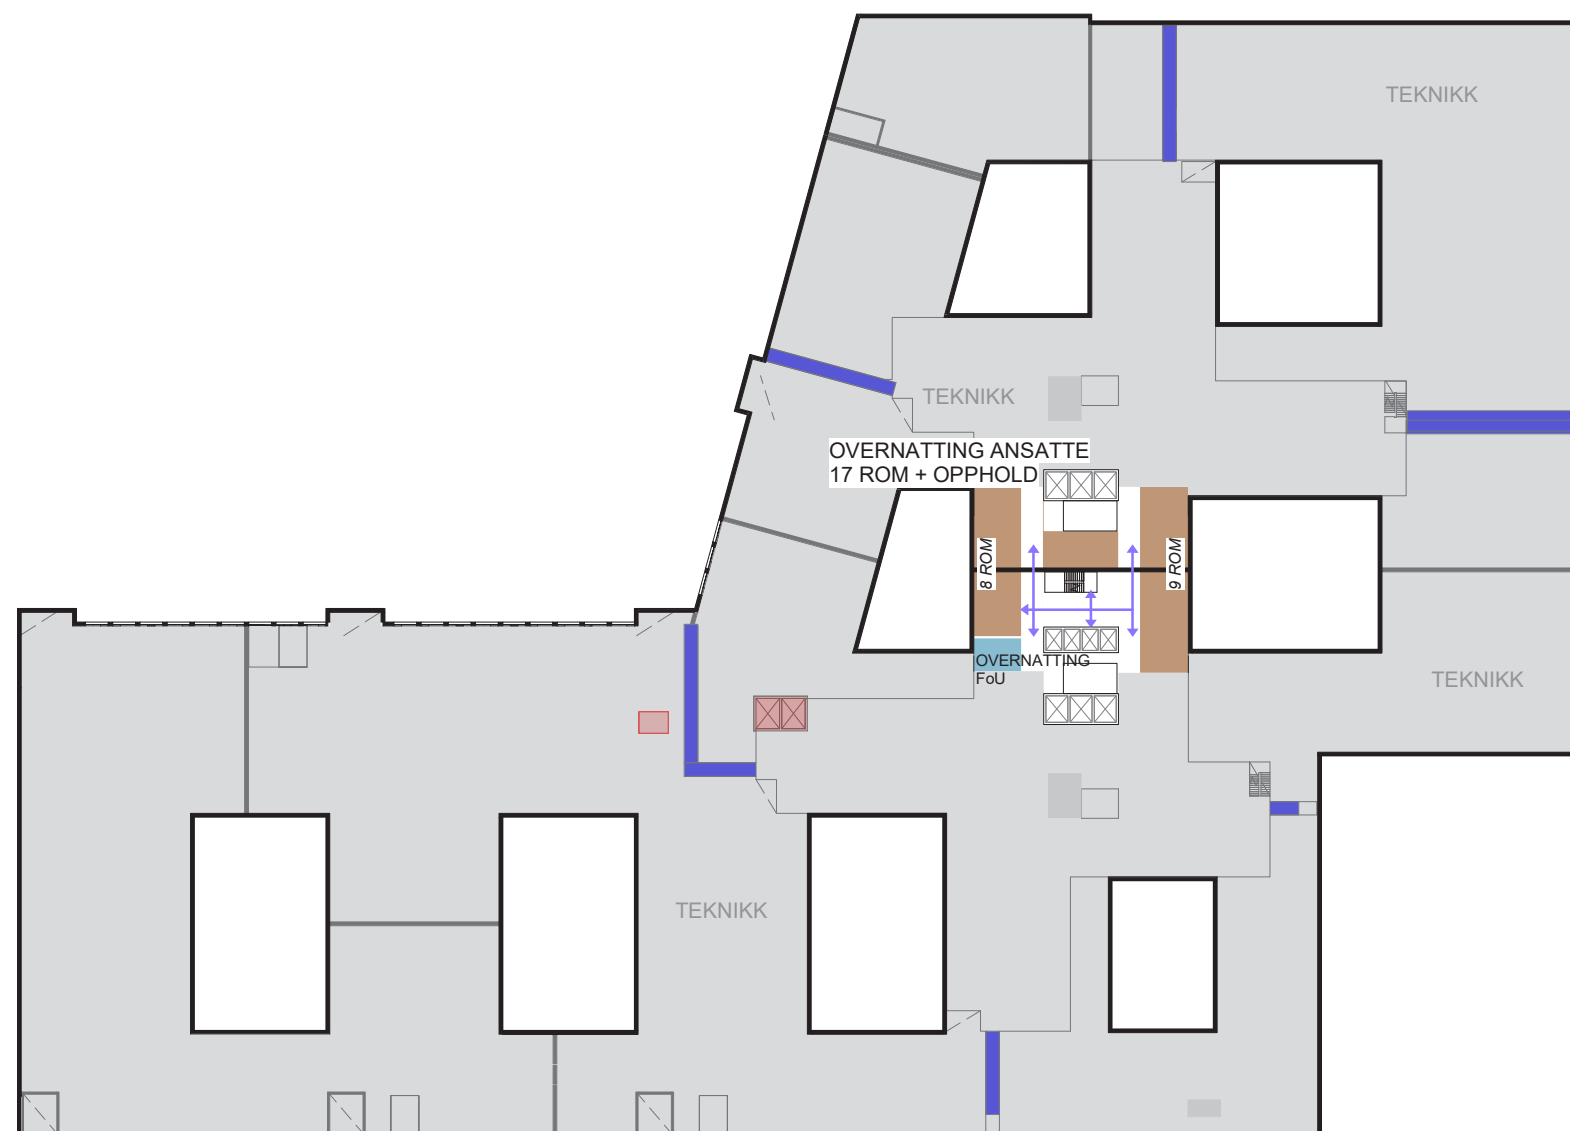 TEKNIKK
TEKNIKK
OVERNATTING ANSATTE
17 ROM + OPPHOLD
8 ROM
9 ROM
OVERNATTING
FoU
TEKNIKK
TEKNIKK